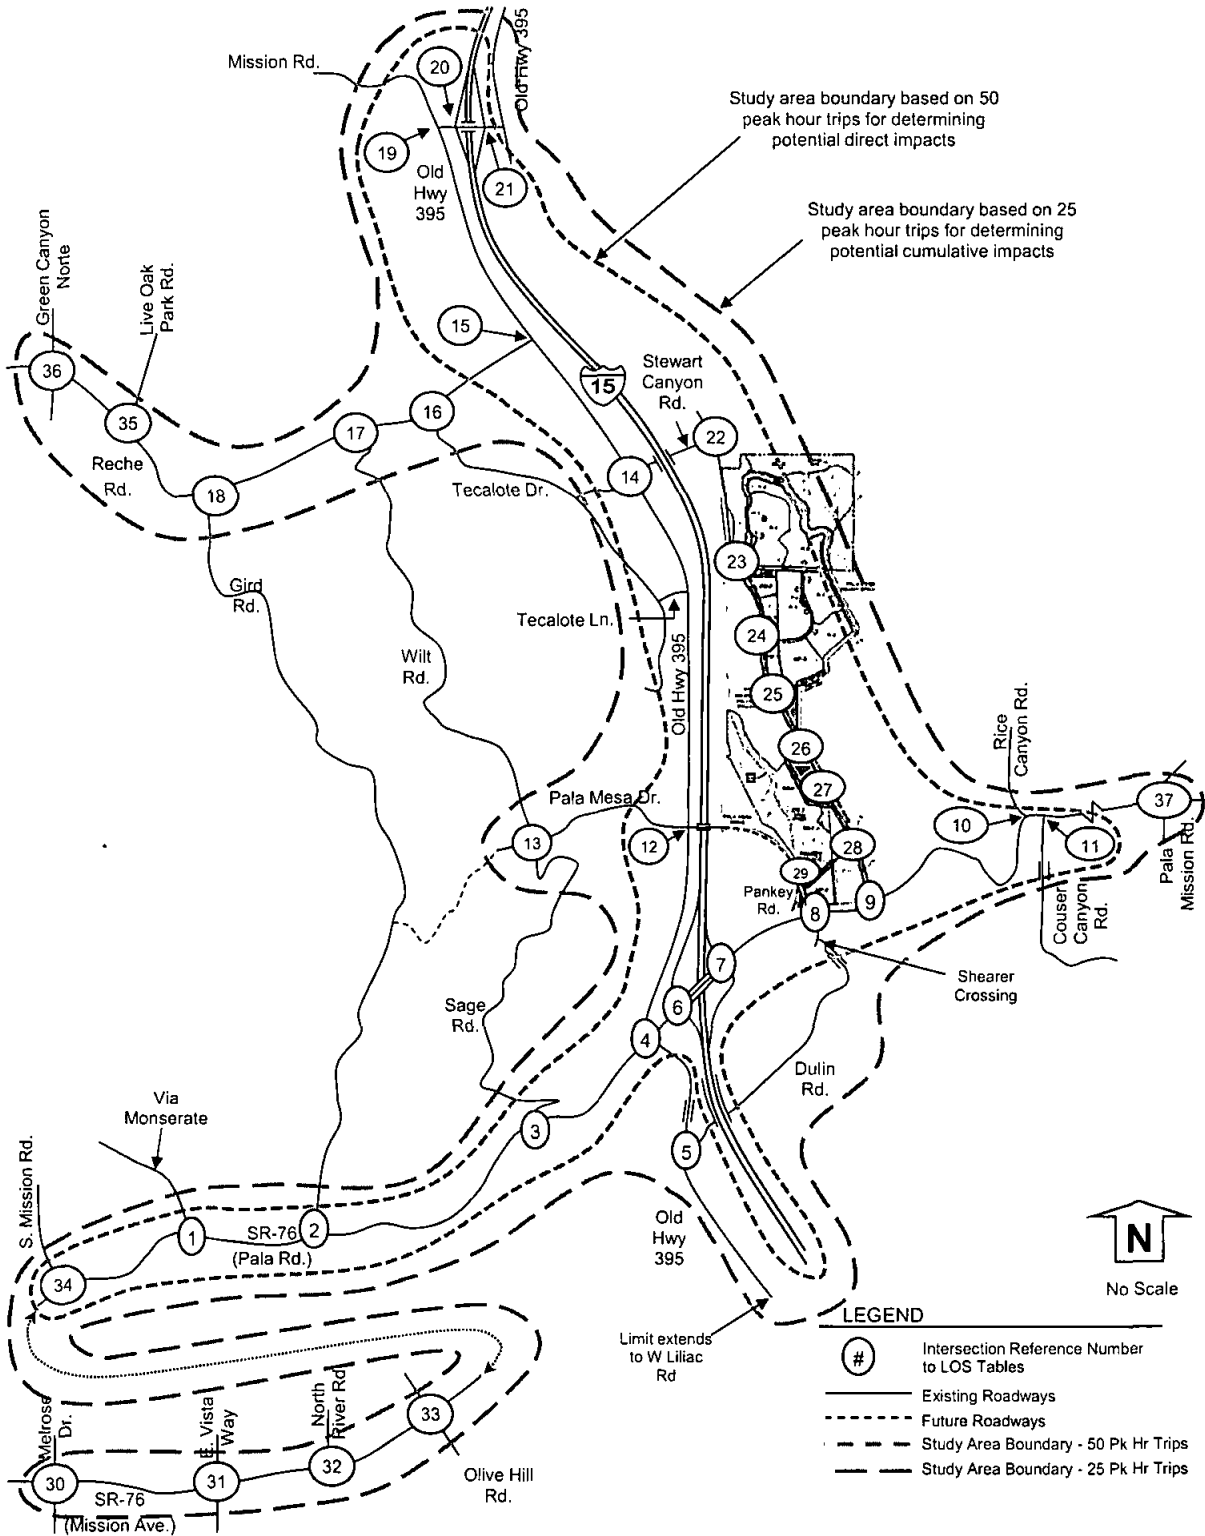 Old Hwy 395
Mission Rd.
20
Study area boundary based on 50
peak hour trips for determining
potential direct impacts
19
Old
Hwy
395
21
Study area boundary based on 25
peak hour trips for determining
potential cumulative impacts
Green Canyon
Norte
Live Oak
Park Rd.
15
15
Stewart
Canyon
Rd.
36
35
17
16
22
Reche
Rd.
18
Tecalote Dr.
14
23
Gird
Rd.
Tecalote Ln.
24
Wilt
Rd.
Old Hwy 395
25
Rice
Canyon Rd.
26
27
Pala Mesa Dr.
37
13
12
10
11
28
29
Pankey
Rd.
8
9
Couser
Canyon
Rd.
Pala
Mission Rd.
7
Shearer
Crossing
6
Sage
Rd.
4
Dulin
Rd.
Via
Monserate
3
5
S. Mission Rd.
1
SR-76
(Pala Rd.)
2
Old
Hwy
395
34
N
No Scale
Limit extends
to W Liliac
Rd
LEGEND
#
Intersection Reference Number
to LOS Tables
Existing Roadways
Future Roadways
Study Area Boundary - 50 Pk Hr Trips
Study Area Boundary - 25 Pk Hr Trips
Melrose
Dr.
E. Vista
Way
North
River Rd
33
30
31
32
SR-76
(Mission Ave.)
Olive Hill
Rd.